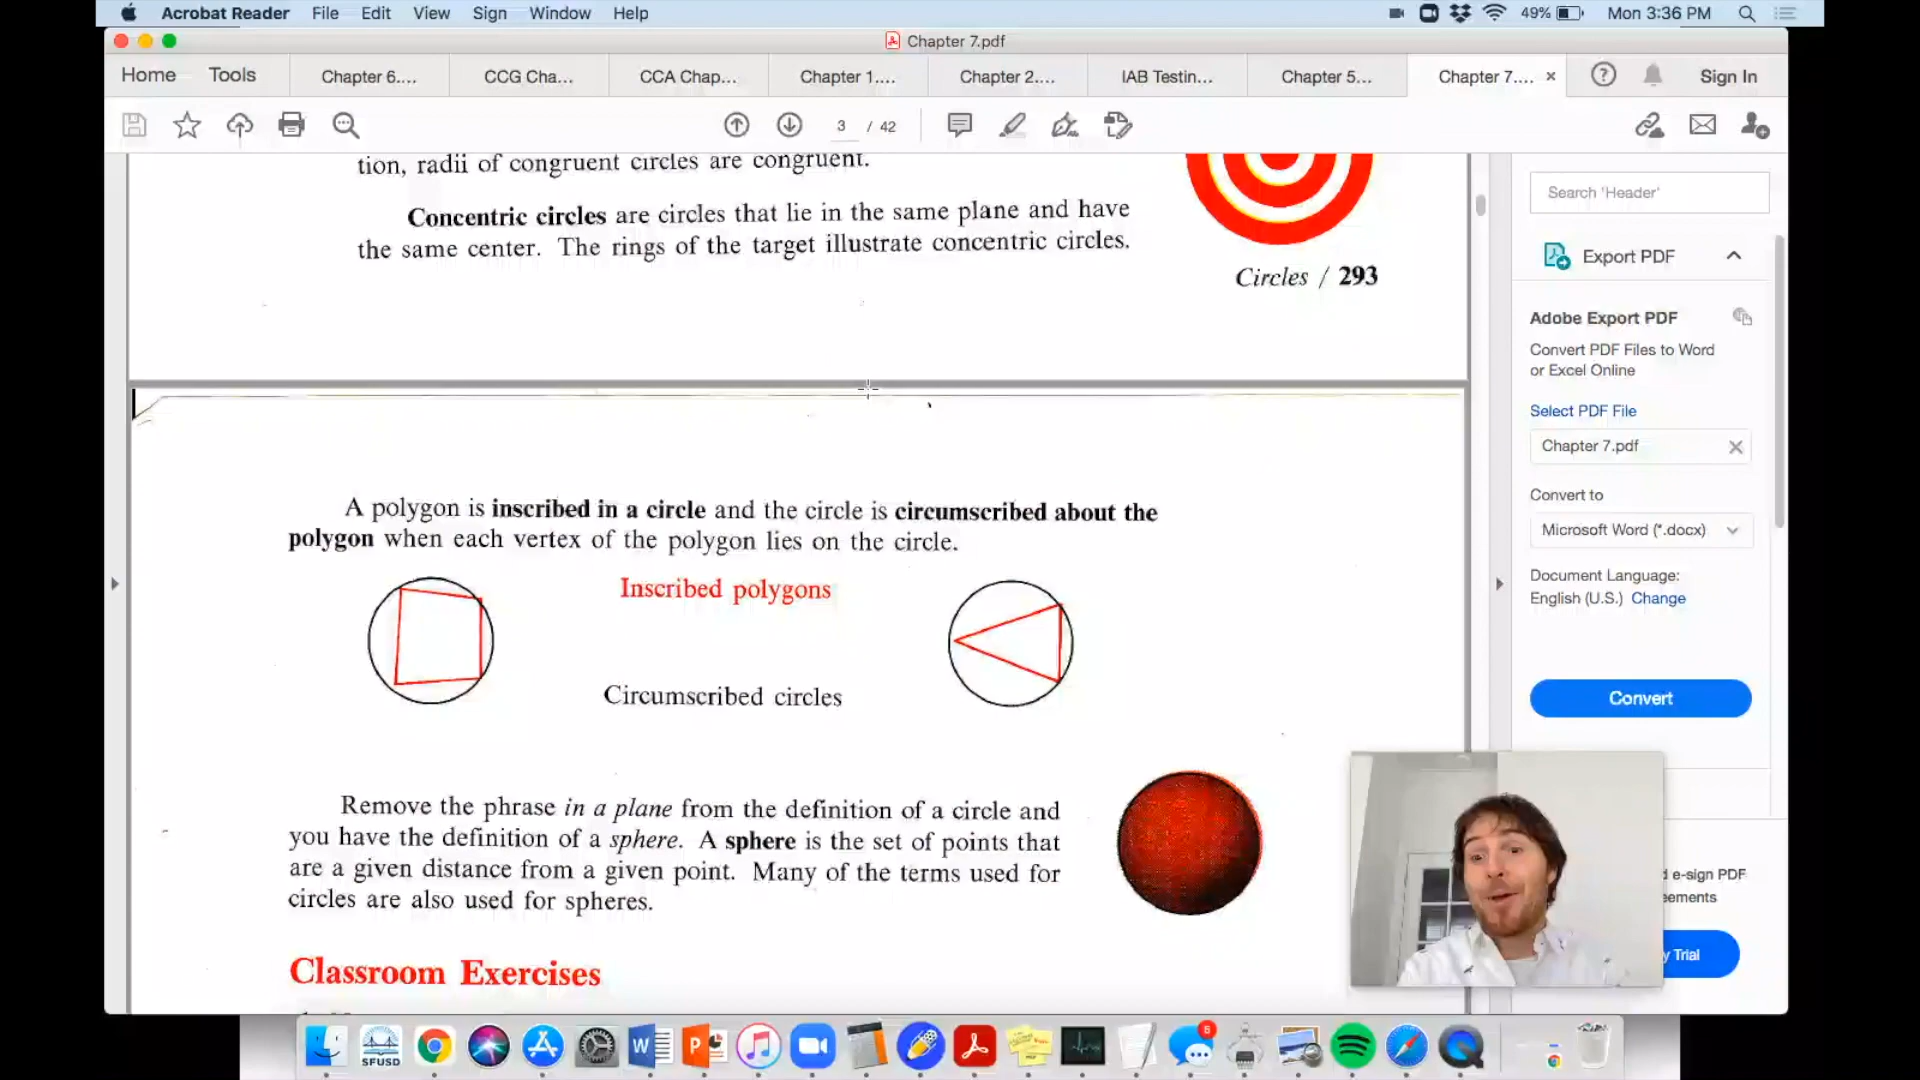 Acrobat Reader File Edit View Sign Window Help 49% Mon 3:36 PM
Chapter 7.pdf
Home Tools Chapter 6.... CCG Cha... CCA Chap... Chapter 1.... Chapter 2.... IAB Testin... Chapter 5... Chapter 7.... × Sign In
3 / 42
tion, radii of congruent circles are congruent.
Concentric circles are circles that lie in the same plane and have
the same center. The rings of the target illustrate concentric circles.
Circles / 293
A polygon is inscribed in a circle and the circle is circumscribed about the
polygon when each vertex of the polygon lies on the circle.
Inscribed polygons
Circumscribed circles
Remove the phrase in a plane from the definition of a circle and
you have the definition of a sphere. A sphere is the set of points that
are a given distance from a given point. Many of the terms used for
circles are also used for spheres.
Classroom Exercises
Search 'Header'
Export PDF
Adobe Export PDF
Convert PDF Files to Word
or Excel Online
Select PDF File
Chapter 7.pdf
Convert to
Microsoft Word (*.docx)
Document Language:
English (U.S.) Change
Convert
d e-sign PDF
eements
y Trial
SFUSD
5